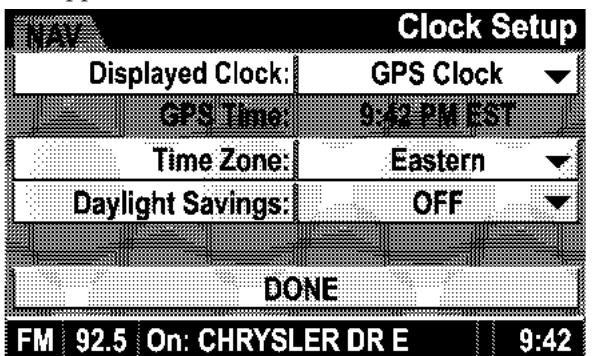 NAV Clock Setup
Displayed Clock: GPS Clock
GPS Time: 9:42 PM EST
Time Zone: Eastern
Daylight Savings: OFF
DONE
FM 92.5 On: CHRYSLER DR E 9:42